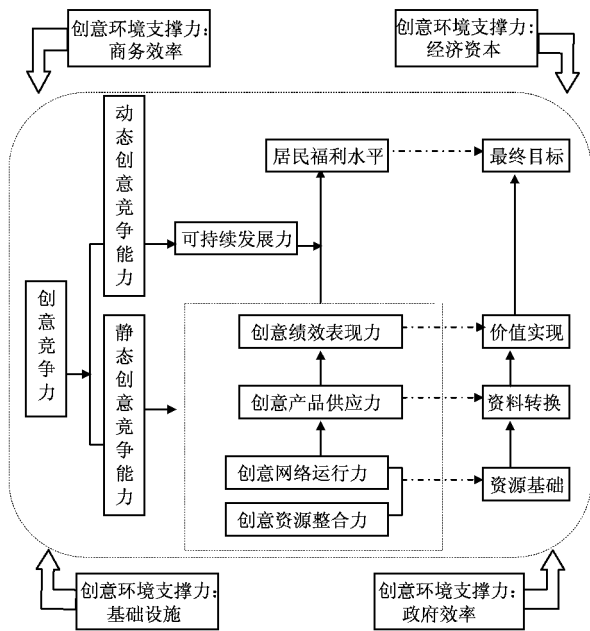 创意环境支撑力：
商务效率
创意环境支撑力：
经济资本
动态创意竞争能力
居民福利水平
最终目标
可持续发展力
创意竞争力
静态创意竞争能力
创意绩效表现力
价值实现
创意产品供应力
资料转换
创意网络运行力
资源基础
创意资源整合力
创意环境支撑力：
基础设施
创意环境支撑力：
政府效率